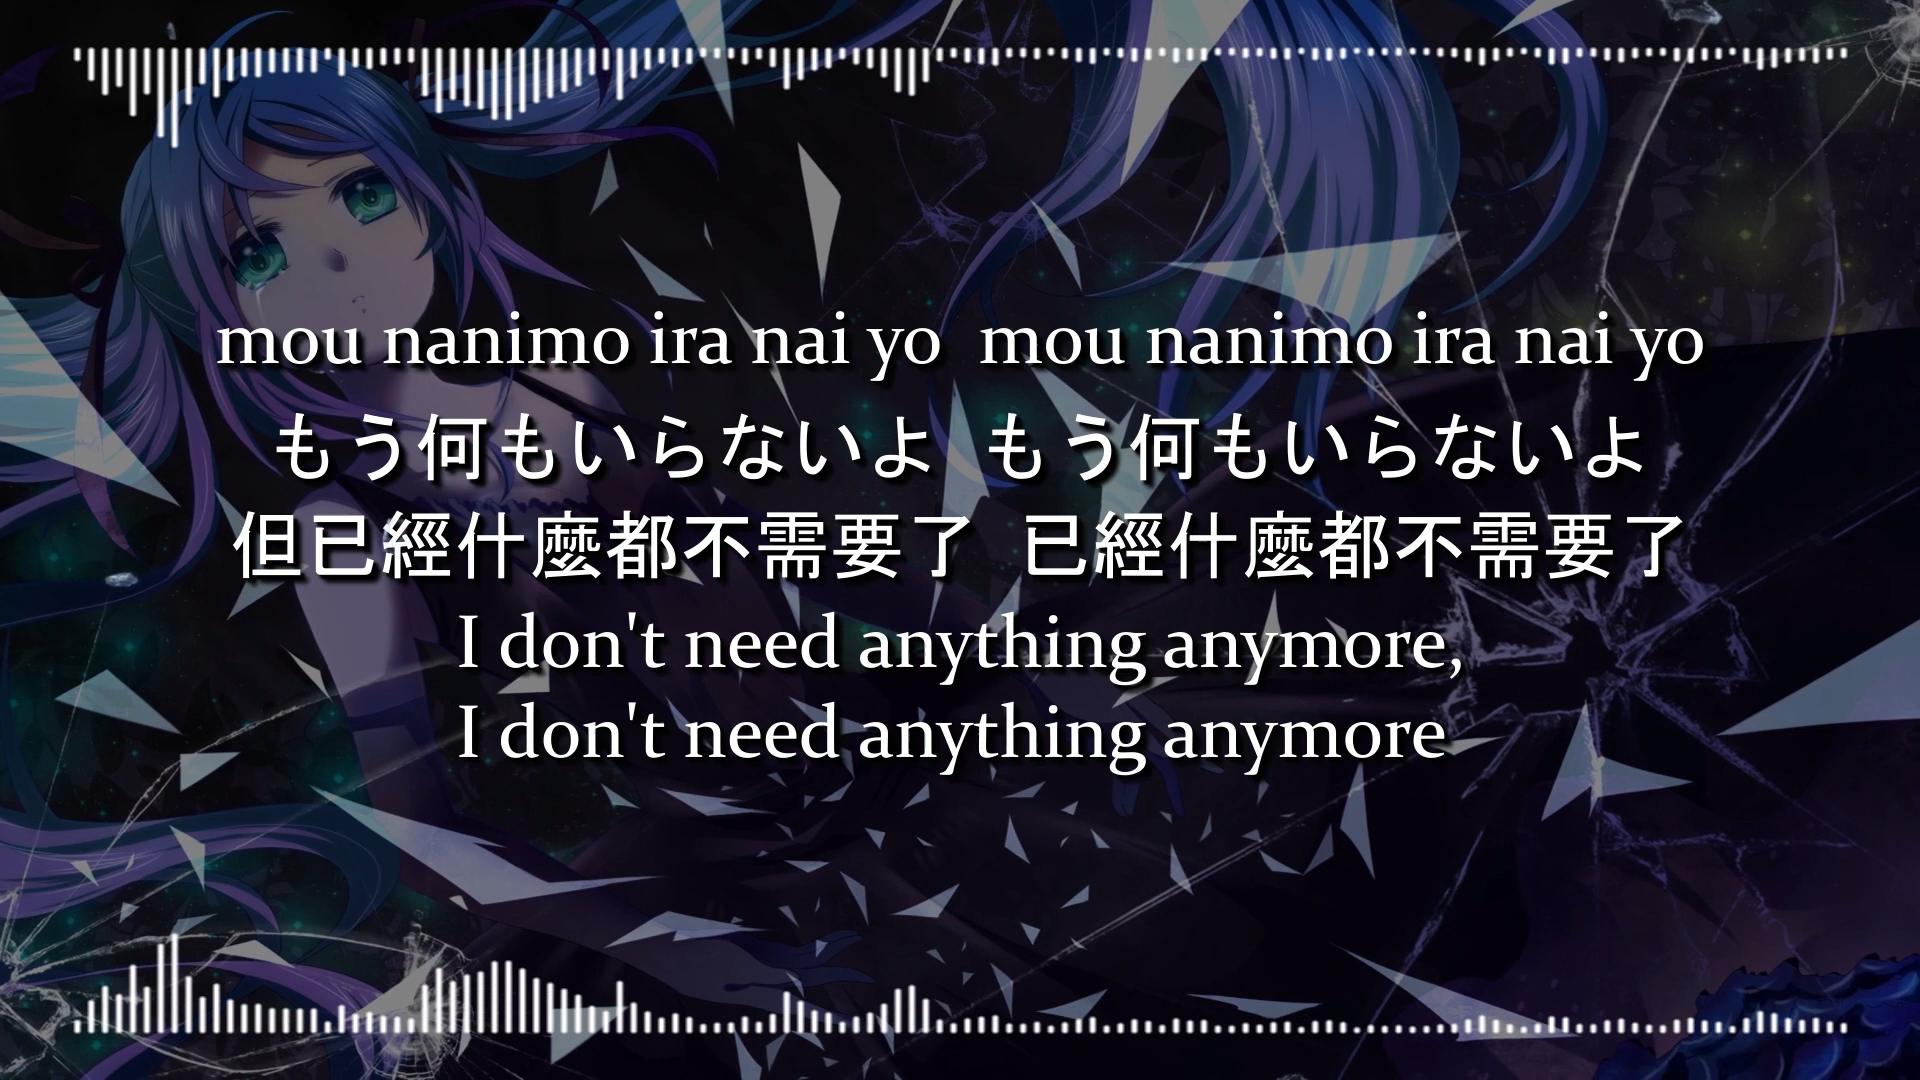 mou nanimo ira nai yo  mou nanimo ira nai yo
もう何もいらないよ  もう何もいらないよ
但已經什麼都不需要了  已經什麼都不需要了
I don't need anything anymore,
I don't need anything anymore